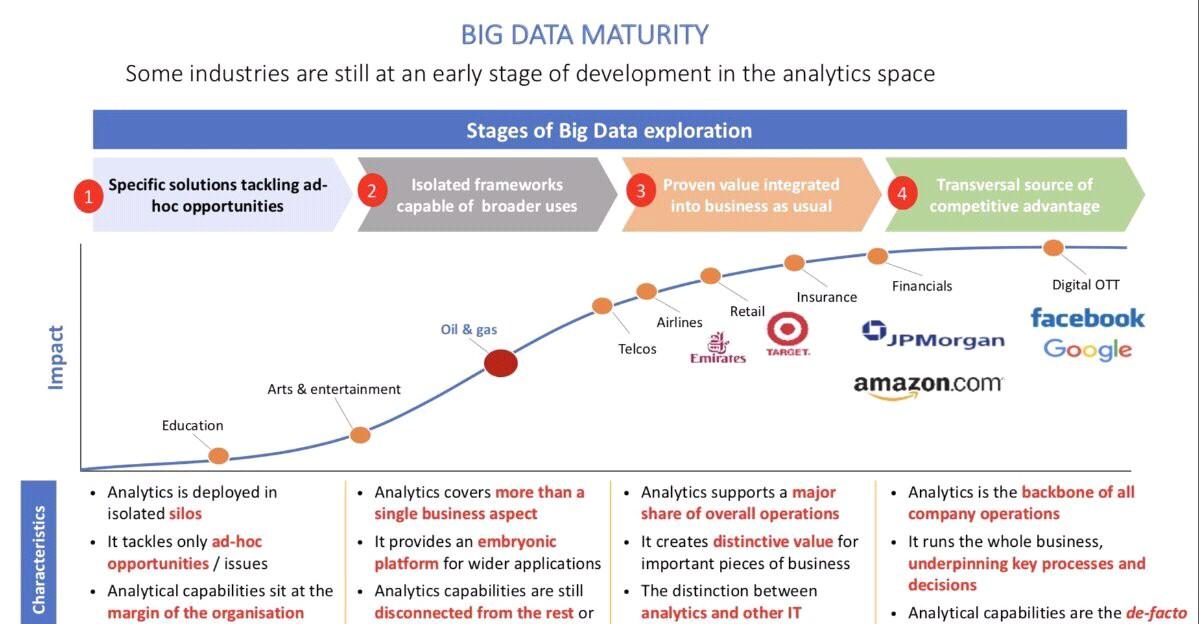 BIG DATA MATURITY
Some industries are still at an early stage of development in the analytics space
Stages of Big Data exploration
1
Specific solutions tackling ad-
hoc opportunities
2
Isolated frameworks
capable of broader uses
3
Proven value integrated
into business as usual
4
Transversal source of
competitive advantage
Impact
Education
Arts & entertainment
Oil & gas
Telcos
Airlines
Emirates
Retail
TARGET.
Insurance
Financials
JPMorgan
amazon.com
Digital OTT
facebook
Google
Characteristics
• Analytics is deployed in
isolated silos
• It tackles only ad-hoc
opportunities / issues
• Analytical capabilities sit at the
margin of the organisation
• Analytics covers more than a
single business aspect
• It provides an embryonic
platform for wider applications
• Analytics capabilities are still
disconnected from the rest or
• Analytics supports a major
share of overall operations
• It creates distinctive value for
important pieces of business
• The distinction between
analytics and other IT
• Analytics is the backbone of all
company operations
• It runs the whole business,
underpinning key processes and
decisions
• Analytical capabilities are the de-facto